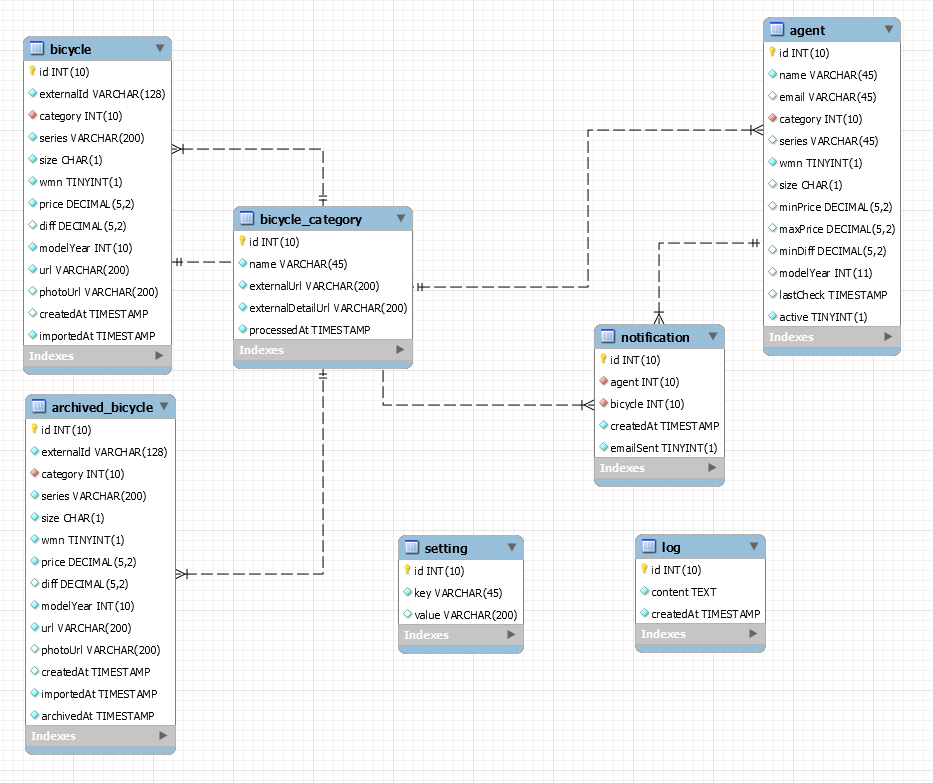 bicycle
id INT(10)
externalId VARCHAR(128)
category INT(10)
series VARCHAR(200)
size CHAR(1)
wmn TINYINT(1)
price DECIMAL(5,2)
diff DECIMAL(5,2)
modelYear INT(10)
url VARCHAR(200)
photoUrl VARCHAR(200)
createdAt TIMESTAMP
importedAt TIMESTAMP
Indexes
archived_bicycle
id INT(10)
externalId VARCHAR(128)
category INT(10)
series VARCHAR(200)
size CHAR(1)
wmn TINYINT(1)
price DECIMAL(5,2)
diff DECIMAL(5,2)
modelYear INT(10)
url VARCHAR(200)
photoUrl VARCHAR(200)
createdAt TIMESTAMP
importedAt TIMESTAMP
archivedAt TIMESTAMP
Indexes
bicycle_category
id INT(10)
name VARCHAR(45)
externalUrl VARCHAR(200)
externalDetailUrl VARCHAR(200)
processedAt TIMESTAMP
Indexes
agent
id INT(10)
name VARCHAR(45)
email VARCHAR(45)
category INT(10)
series VARCHAR(45)
wmn TINYINT(1)
size CHAR(1)
minPrice DECIMAL(5,2)
maxPrice DECIMAL(5,2)
minDiff DECIMAL(5,2)
modelYear INT(11)
lastCheck TIMESTAMP
active TINYINT(1)
Indexes
notification
id INT(10)
agent INT(10)
bicycle INT(10)
createdAt TIMESTAMP
emailSent TINYINT(1)
Indexes
setting
id INT(10)
key VARCHAR(45)
value VARCHAR(200)
Indexes
log
id INT(10)
content TEXT
createdAt TIMESTAMP
Indexes